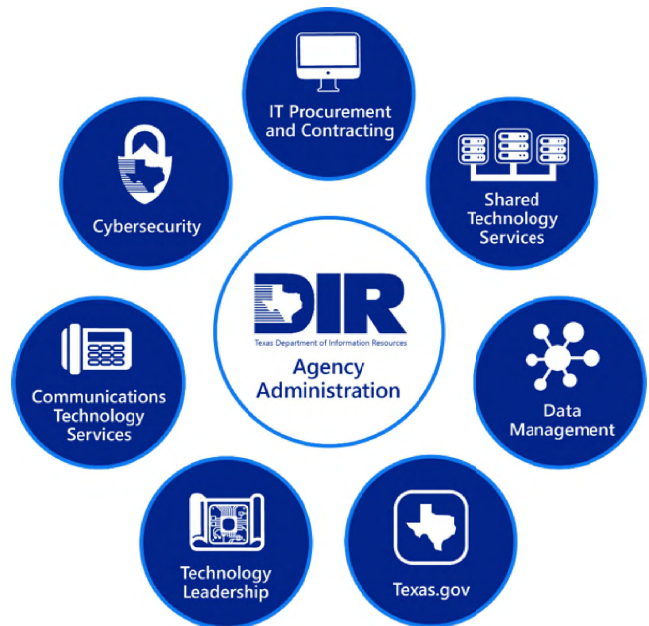 IT Procurement
and Contracting
Shared
Technology
Services
Data
Management
Texas.gov
Technology
Leadership
Communications
Technology
Services
Cybersecurity
DIR
Texas Department of Information Resources
Agency
Administration